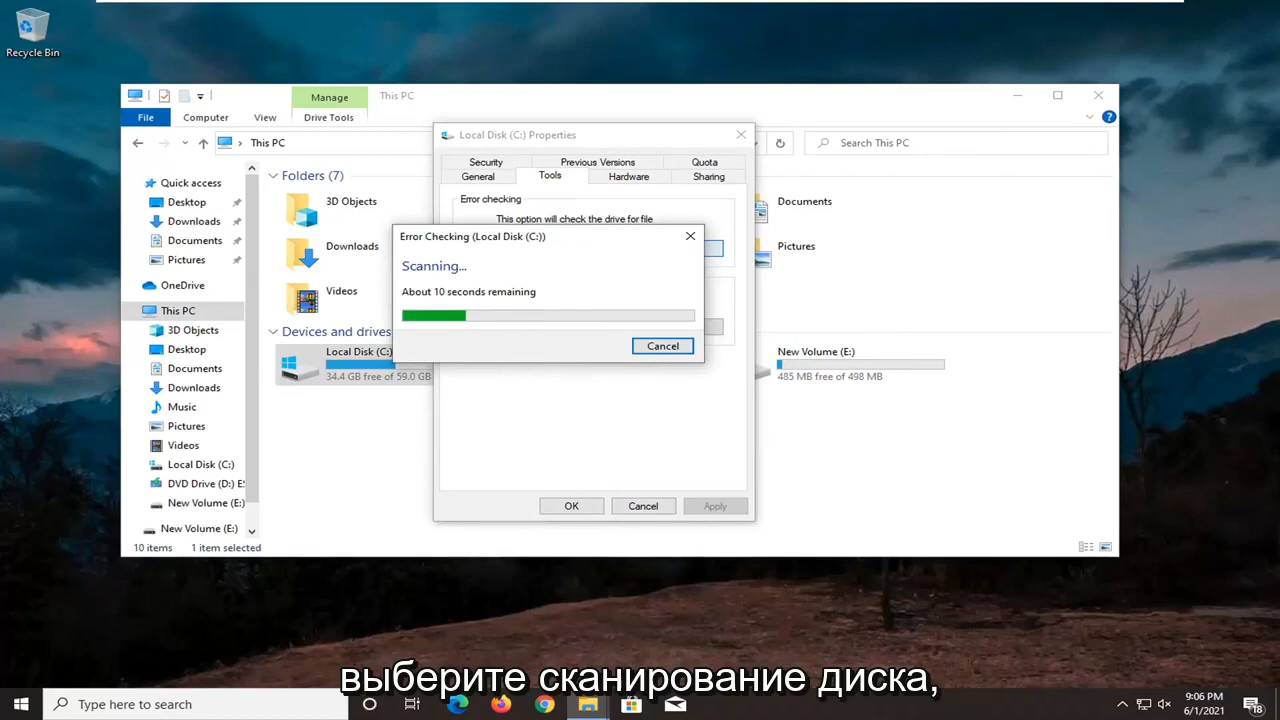 Recycle Bin
Manage
This PC
File
Computer
View
Drive Tools
This PC
Search This PC
Quick access
Desktop
Downloads
Documents
Pictures
OneDrive
This PC
3D Objects
Desktop
Documents
Downloads
Music
Pictures
Videos
Local Disk (C:)
DVD Drive (D:) ES
New Volume (E:)
New Volume (E:)
10 items
1 item selected
Folders (7)
3D Objects
Downloads
Videos
Documents
Pictures
Devices and drives
Local Disk (C:)
34.4 GB free of 59.0 GB
New Volume (E:)
485 MB free of 498 MB
Local Disk (C:) Properties
Security
Previous Versions
Quota
General
Tools
Hardware
Sharing
Error checking
This option will check the drive for file
Error Checking (Local Disk (C:))
Scanning...
About 10 seconds remaining
Cancel
OK
Cancel
Apply
выберите сканирование диска,
Type here to search
9:06 PM
6/1/2021
18